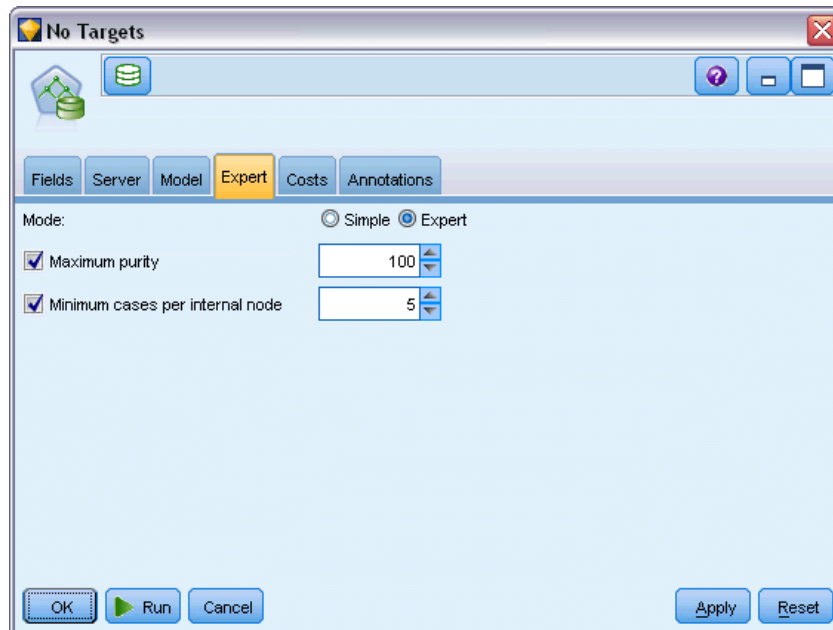 No Targets
Fields Server Model Expert Costs Annotations
Mode: Simple Expert
Maximum purity 100
Minimum cases per internal node 5
OK Run Cancel Apply Reset